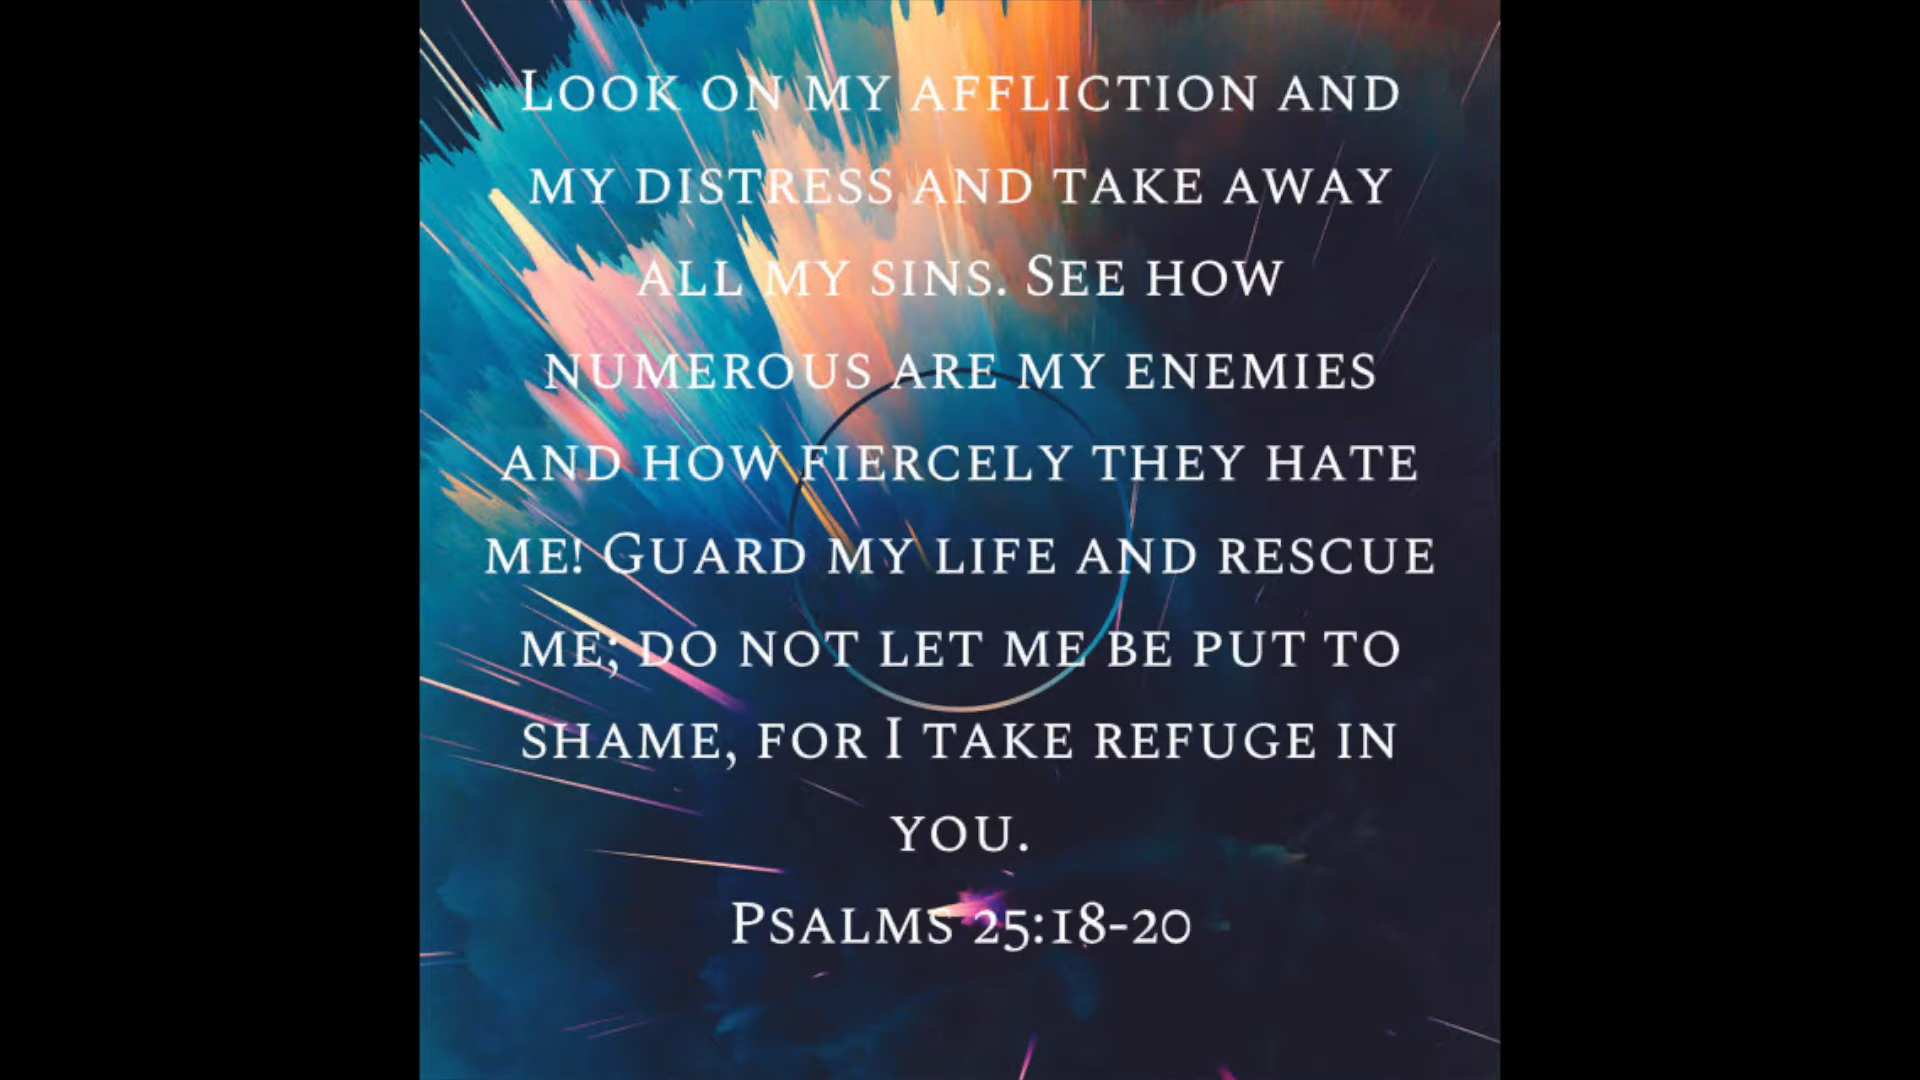 Look on my affliction and
my distress and take away
all my sins. See how
numerous are my enemies
and how fiercely they hate
me! Guard my life and rescue
me; do not let me be put to
shame, for I take refuge in
you.
Psalms 25:18-20